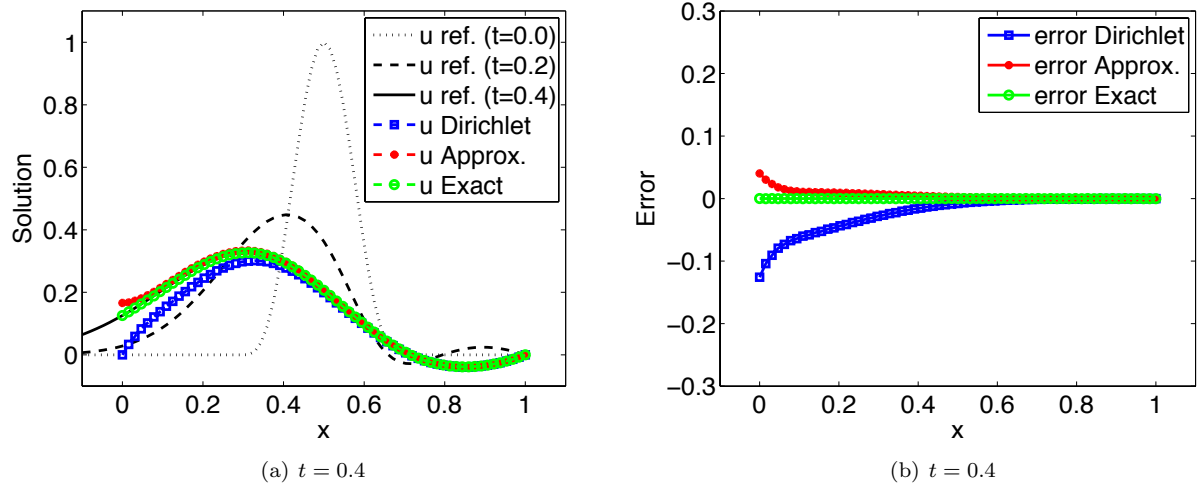 1
0.8
0.6
0.4
0.2
0
Solution
0 0.2 0.4 0.6 0.8 1
x
u ref. (t=0.0)
u ref. (t=0.2)
u ref. (t=0.4)
u Dirichlet
u Approx.
u Exact
(a) t = 0.4
0.3
0.2
0.1
0
−0.1
−0.2
−0.3
Error
0 0.2 0.4 0.6 0.8 1
x
error Dirichlet
error Approx.
error Exact
(b) t = 0.4